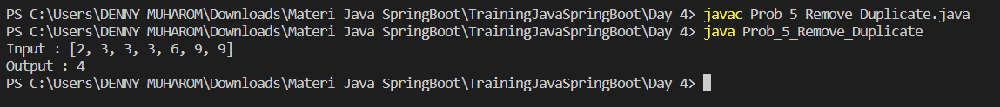 PS C:\Users\DENNY MUHAROM\Downloads\Materi Java SpringBoot\TrainingJavaSpringBoot\Day 4> javac Prob_5_Remove_Duplicate.java
PS C:\Users\DENNY MUHAROM\Downloads\Materi Java SpringBoot\TrainingJavaSpringBoot\Day 4> java Prob_5_Remove_Duplicate
Input : [2, 3, 3, 3, 6, 9, 9]
Output : 4
PS C:\Users\DENNY MUHAROM\Downloads\Materi Java SpringBoot\TrainingJavaSpringBoot\Day 4>